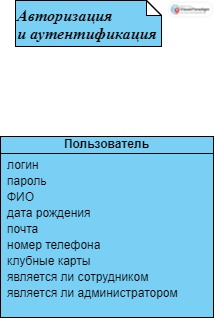 Авторизация
и аутентификация
Пользователь
логин
пароль
ФИО
дата рождения
почта
номер телефона
клубные карты
является ли сотрудником
является ли администратором